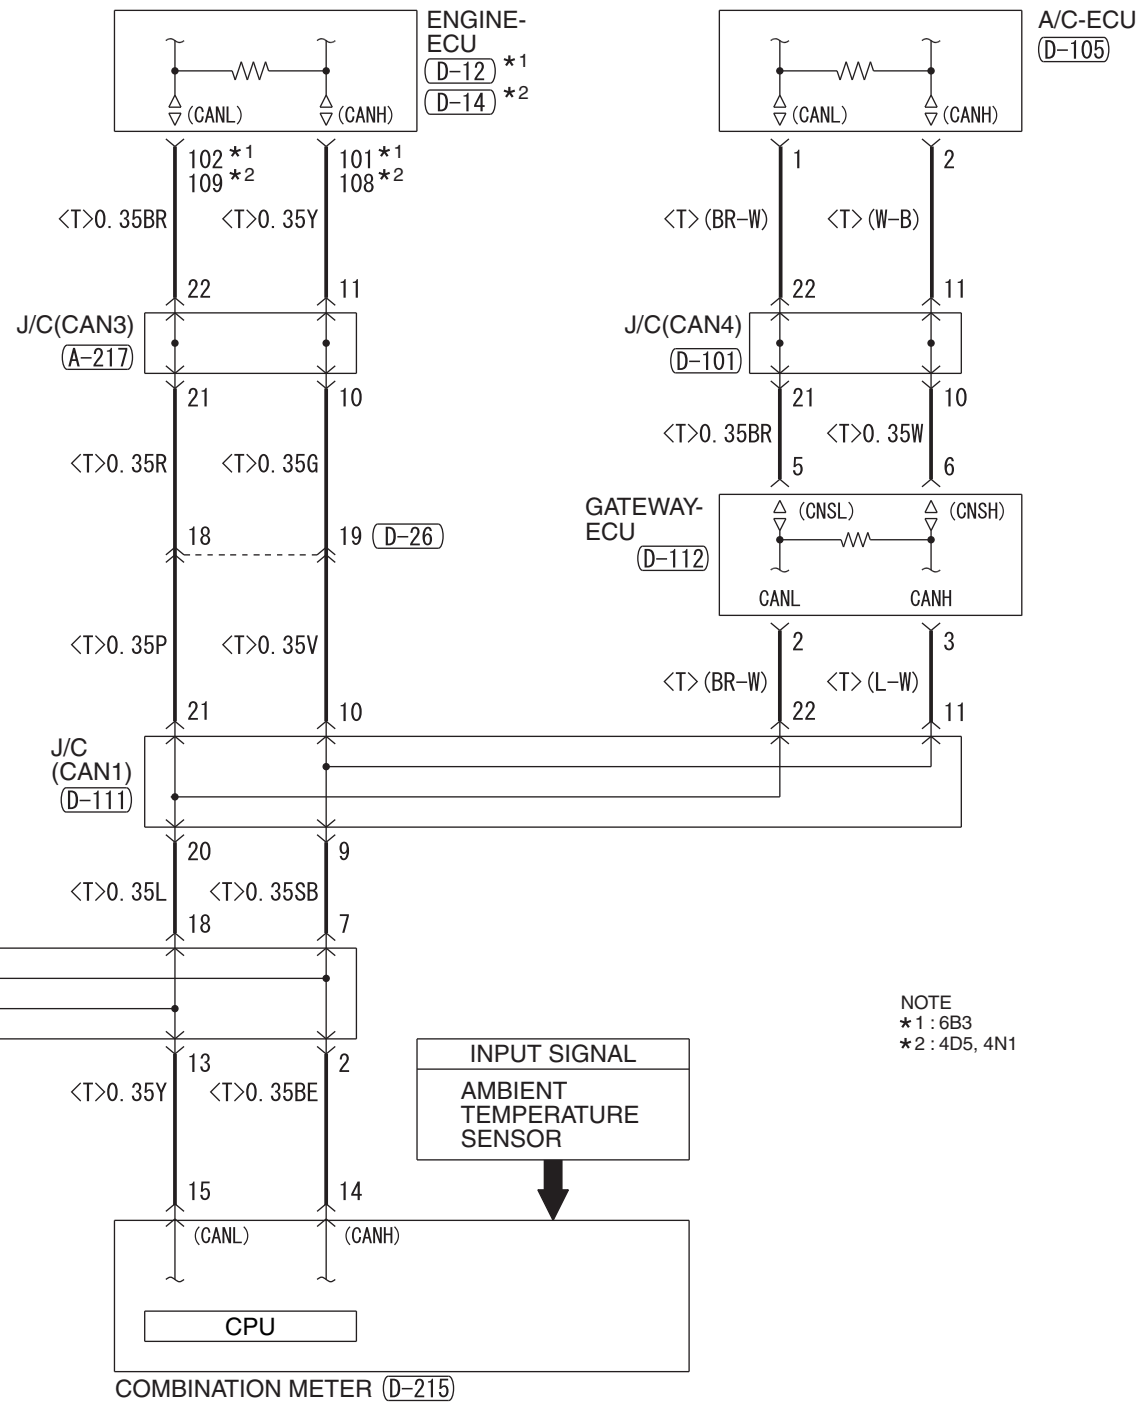 ENGINE-
ECU
D-12 *1
D-14 *2
A/C-ECU
D-105
(CANL) (CANH)
(CANL) (CANH)
102 *1
109 *2
101 *1
108 *2
1 2
<T>0. 35BR <T>0. 35Y
<T>(BR-W) <T>(W-B)
22 11
22 11
J/C(CAN3)
A-217
J/C(CAN4)
D-101
21 10
21 10
<T>0. 35BR <T>0. 35W
<T>0. 35R <T>0. 35G
5 6
GATEWAY-
ECU
D-112
(CNSL) (CNSH)
18 19 D-26
CANL CANH
2 3
<T>0. 35P <T>0. 35V
<T>(BR-W) <T>(L-W)
21 10
22 11
J/C
(CAN1)
D-111
20 9
<T>0. 35L <T>0. 35SB
18 7
NOTE
*1 : 6B3
*2 : 4D5, 4N1
13 2
<T>0. 35Y <T>0. 35BE
INPUT SIGNAL
AMBIENT
TEMPERATURE
SENSOR
15 14
(CANL) (CANH)
CPU
COMBINATION METER D-215